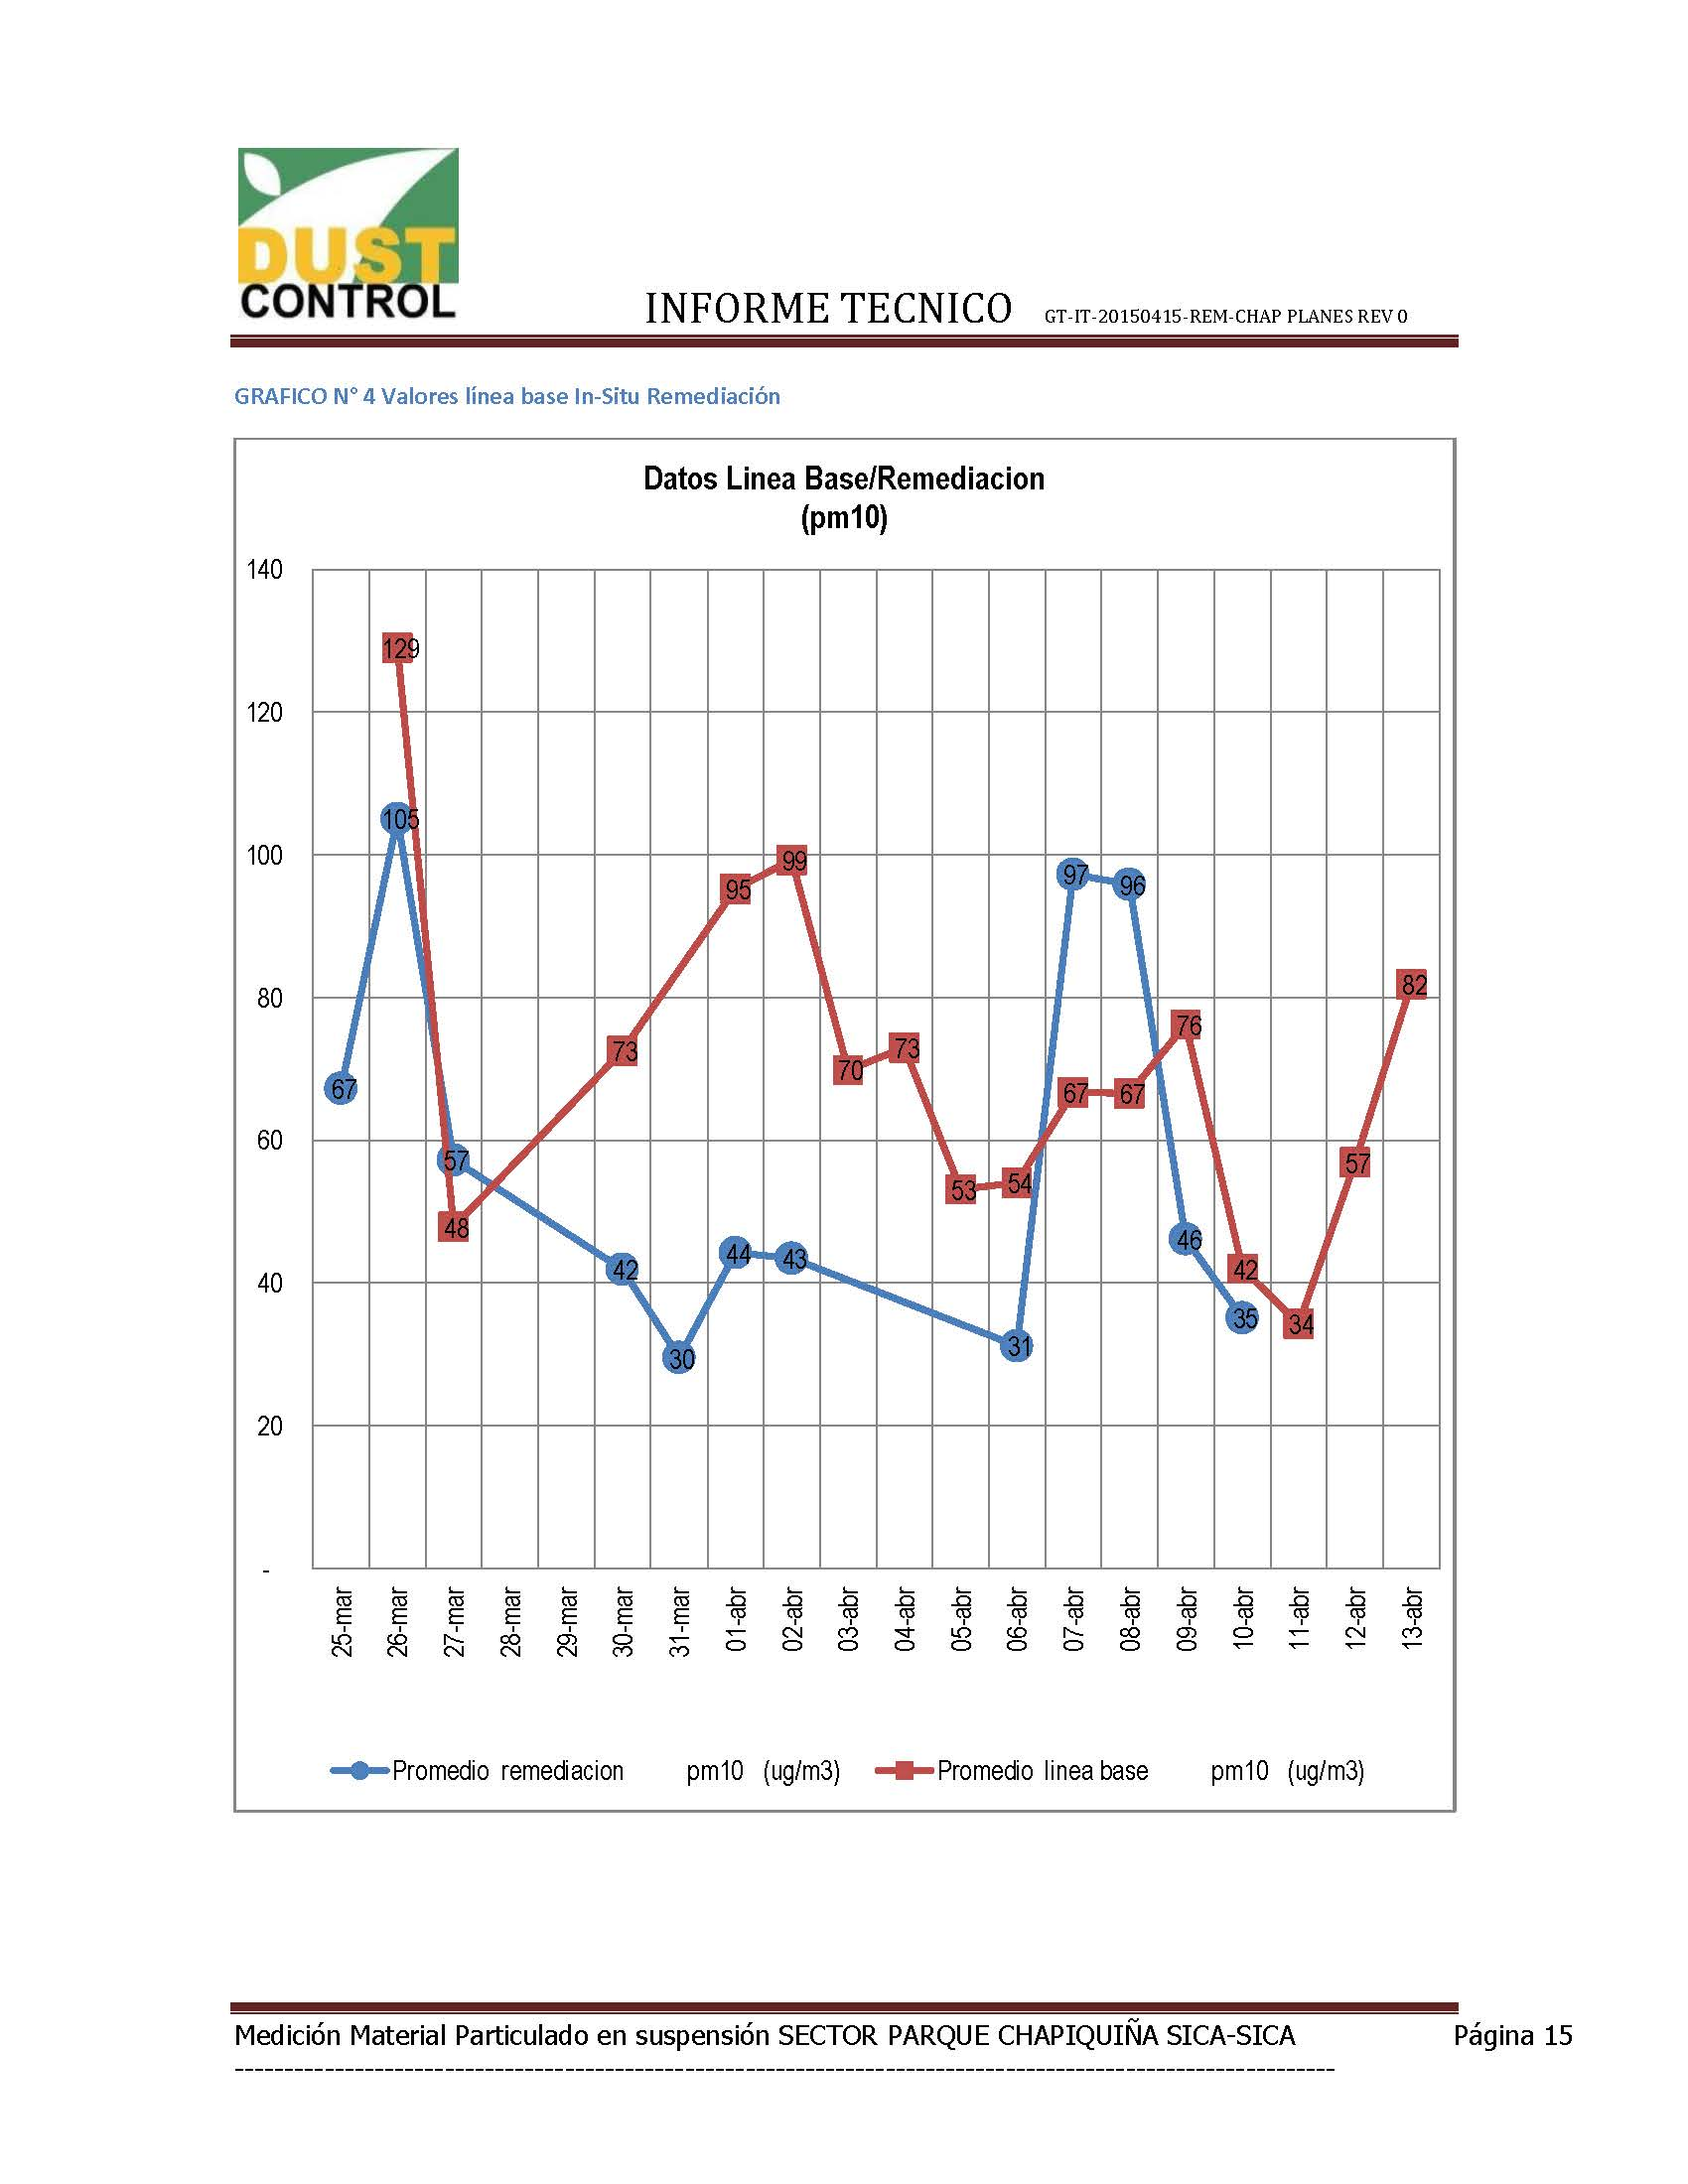 DUST
CONTROL
INFORME TECNICO GT-IT-20150415-REM-CHAP PLANES REV 0
GRAFICO N° 4 Valores línea base In-Situ Remediación
Datos Linea Base/Remediacion
(pm10)
140
120
100
80
60
40
20
-
129
105
67
57
48
73
42
30
95
44
99
43
70
73
53
54
31
97
67
96
67
76
46
42
35
34
57
82
25-mar
26-mar
27-mar
28-mar
29-mar
30-mar
31-mar
01-abr
02-abr
03-abr
04-abr
05-abr
06-abr
07-abr
08-abr
09-abr
10-abr
11-abr
12-abr
13-abr
Promedio remediacion pm10 (ug/m3) Promedio linea base pm10 (ug/m3)
Medición Material Particulado en suspensión SECTOR PARQUE CHAPIQUIÑA SICA-SICA Página 15
--------------------------------------------------------------------------------------------------------------